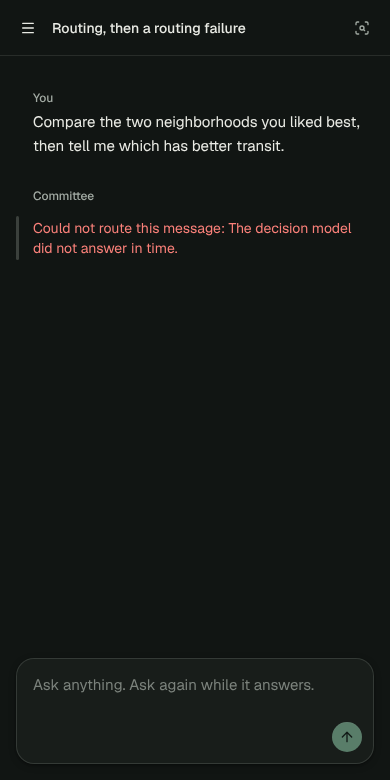 Routing, then a routing failure
You
Compare the two neighborhoods you liked best,
then tell me which has better transit.
Committee
Could not route this message: The decision model
did not answer in time.
Ask anything. Ask again while it answers.